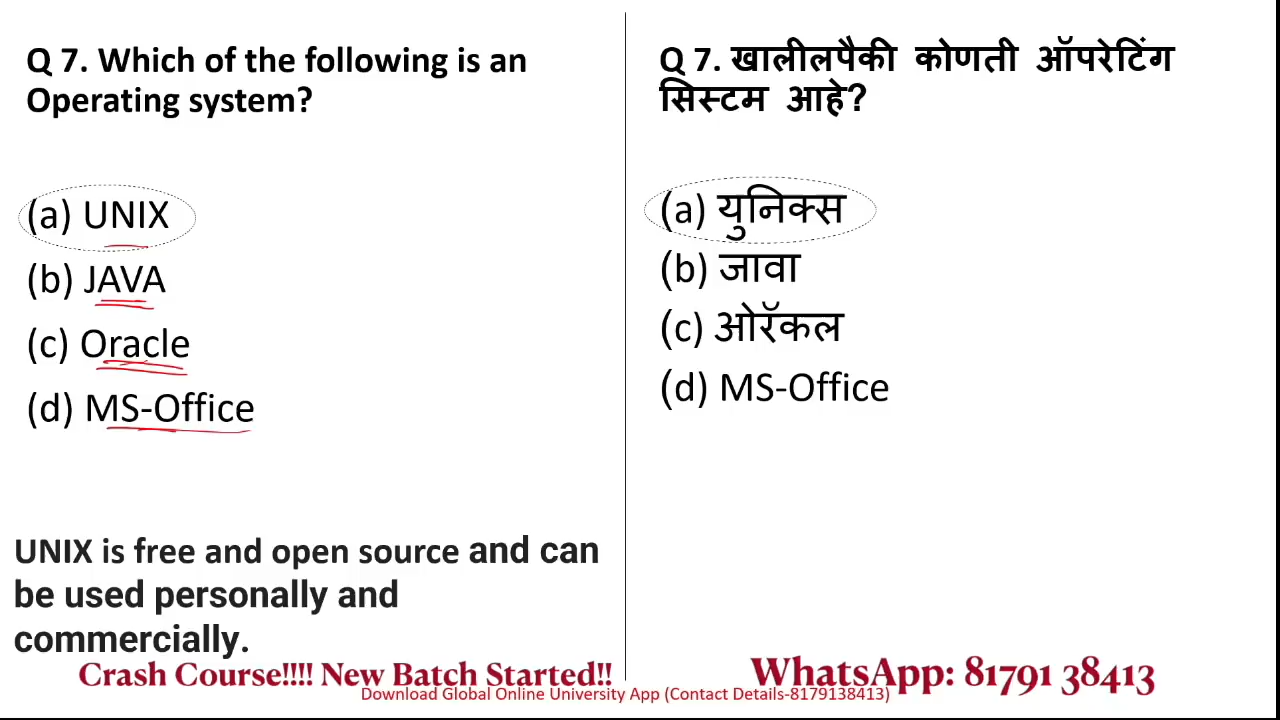 Q 7. Which of the following is an
Operating system?
(a) UNIX
(b) JAVA
(c) Oracle
(d) MS-Office
UNIX is free and open source and can
be used personally and
commercially.
Q 7. खालीलपैकी कोणती ऑपरेटिंग
सिस्टम आहे?
(a) युनिक्स
(b) जावा
(c) ओरॅकल
(d) MS-Office
Crash Course!!!! New Batch Started!!
WhatsApp: 81791 38413
Download Global Online University App (Contact Details-8179138413)